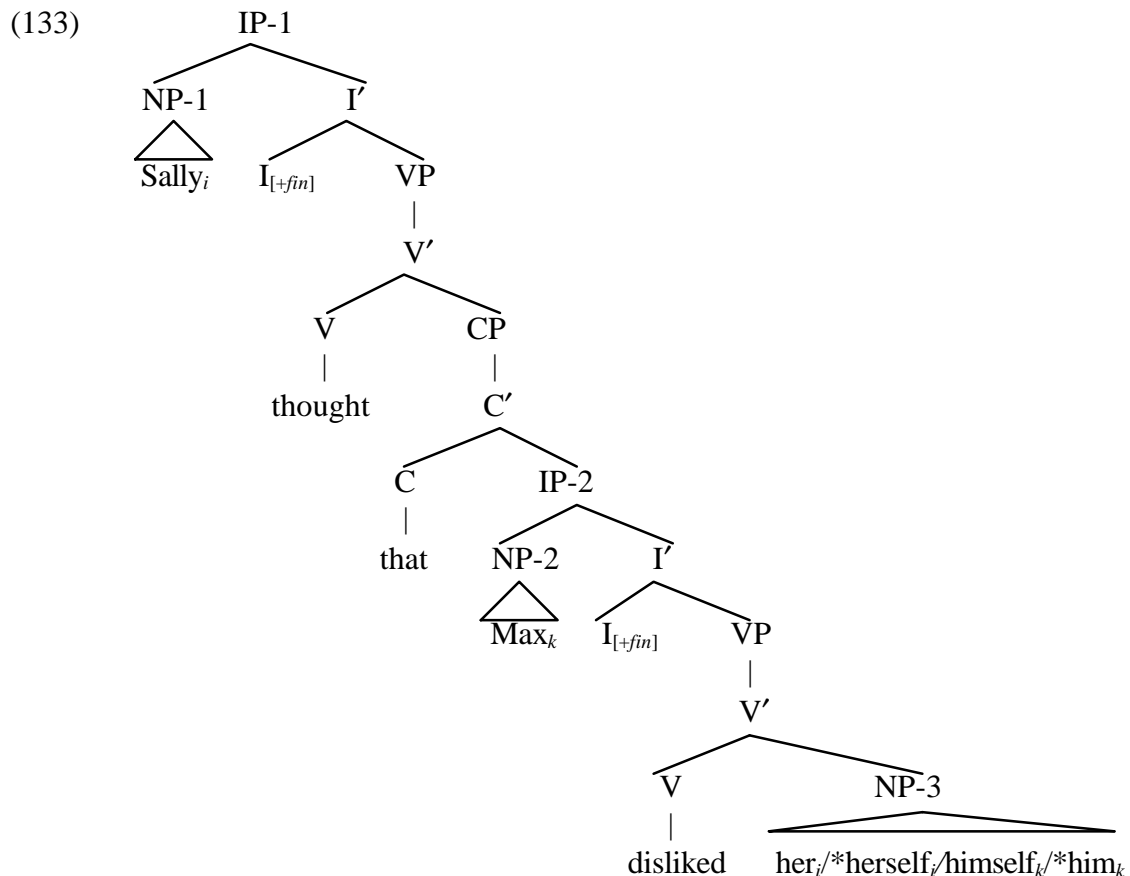 (133) IP-1
NP-1 I′
Sallyᵢ I[+fin] VP
V′
V CP
thought C′
C IP-2
that NP-2 I′
Maxₖ I[+fin] VP
V′
V NP-3
disliked herᵢ/*herselfᵢ/himselfₖ/*himₖ